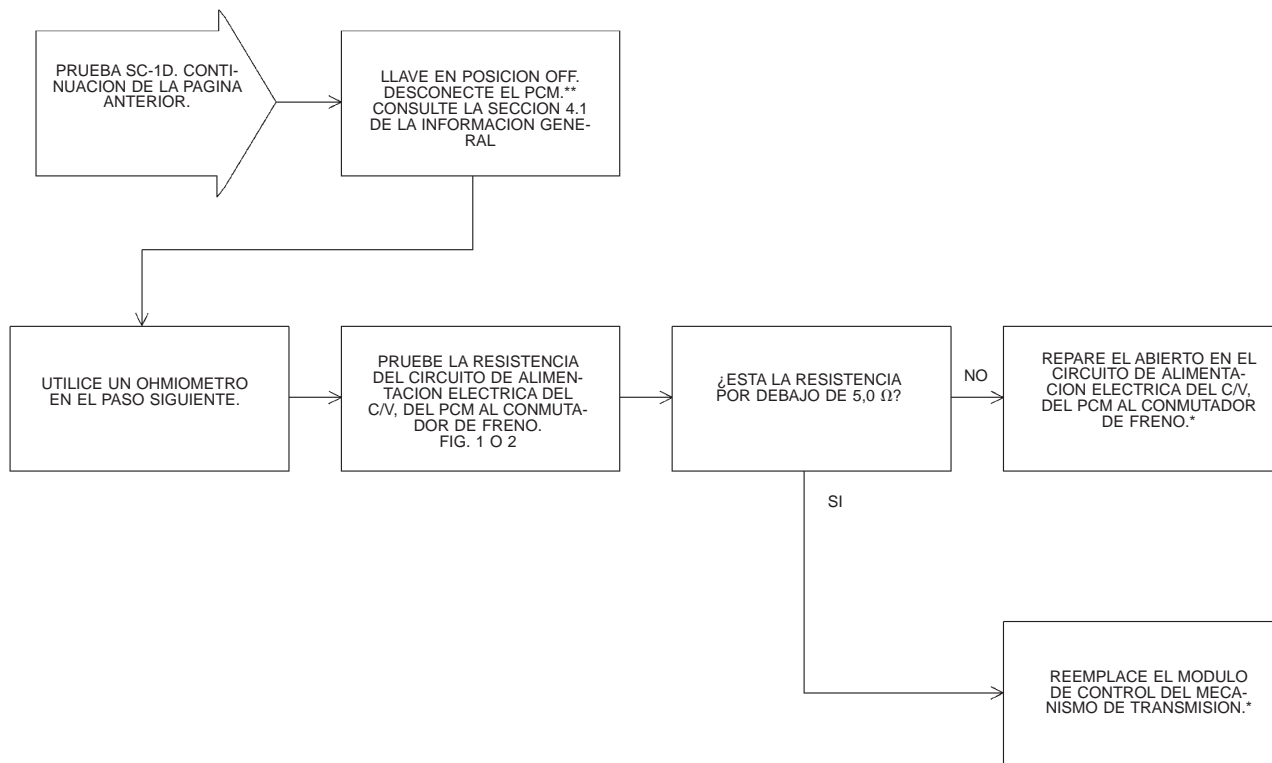 PRUEBA SC-1D. CONTI-
NUACION DE LA PAGINA
ANTERIOR.
LLAVE EN POSICION OFF.
DESCONECTE EL PCM.**
CONSULTE LA SECCION 4.1
DE LA INFORMACION GENE-
RAL
UTILICE UN OHMIOMETRO
EN EL PASO SIGUIENTE.
PRUEBE LA RESISTENCIA
DEL CIRCUITO DE ALIMEN-
TACION ELECTRICA DEL
C/V, DEL PCM AL CONMUTA-
DOR DE FRENO.
FIG. 1 O 2
¿ESTA LA RESISTENCIA
POR DEBAJO DE 5,0 Ω?
NO
REPARE EL ABIERTO EN EL
CIRCUITO DE ALIMENTA-
CION ELECTRICA DEL C/V,
DEL PCM AL CONMUTADOR
DE FRENO.*
SI
REEMPLACE EL MODULO
DE CONTROL DEL MECA-
NISMO DE TRANSMISION.*